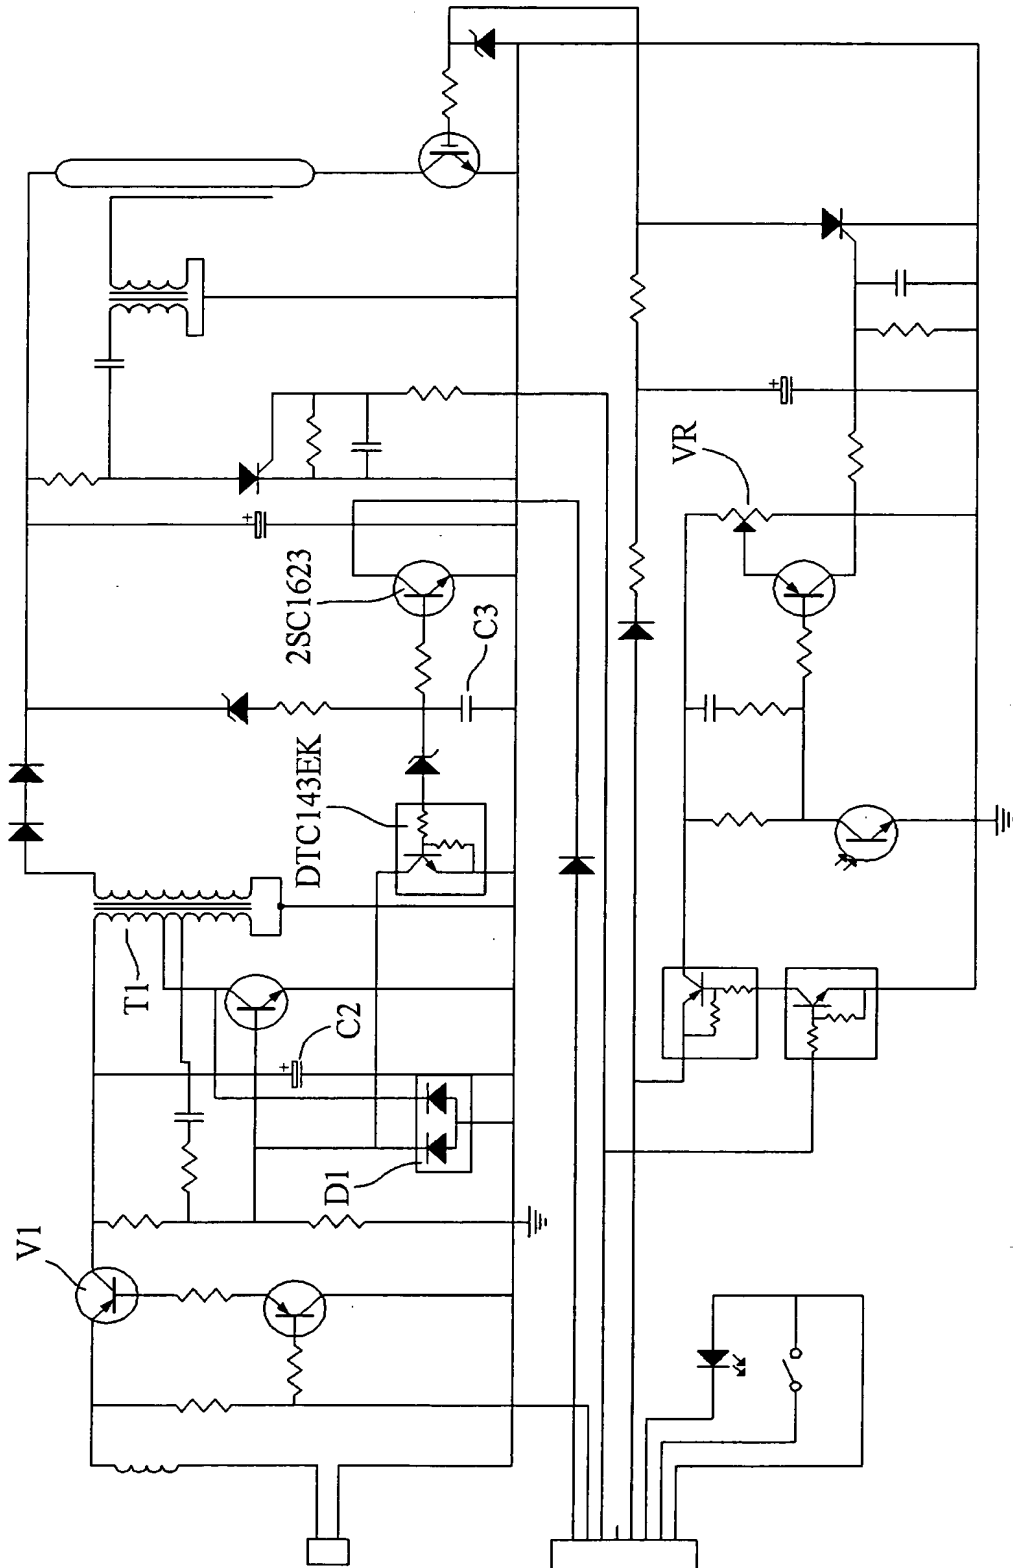 V1
T1
D1
C2
DTC143EK
2SC1623
C3
VR
+
+
+